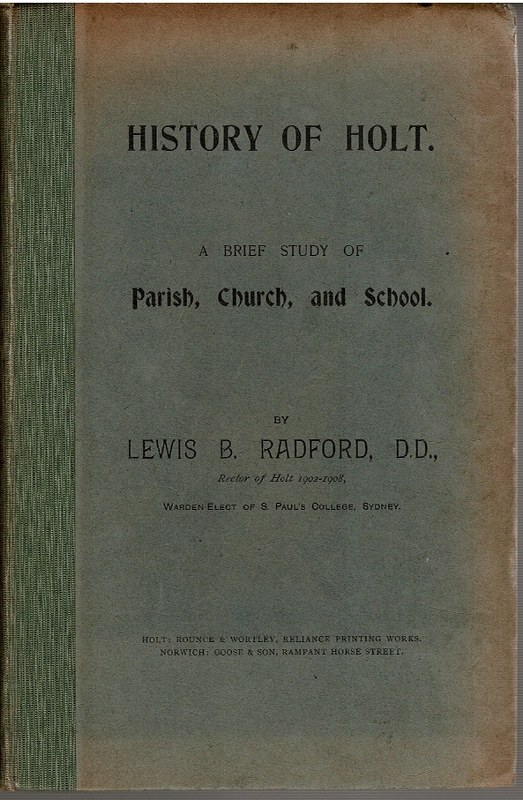 HISTORY OF HOLT.
A BRIEF STUDY OF
Parish, Church, and School.
BY
LEWIS B. RADFORD, D.D.,
Rector of Holt 1902-1908,
WARDEN ELECT OF S. PAUL'S COLLEGE, SYDNEY.
HOLT: ROUNCE & WORTLEY, RELIANCE PRINTING WORKS.
NORWICH: GOOSE & SON, RAMPANT HORSE STREET.